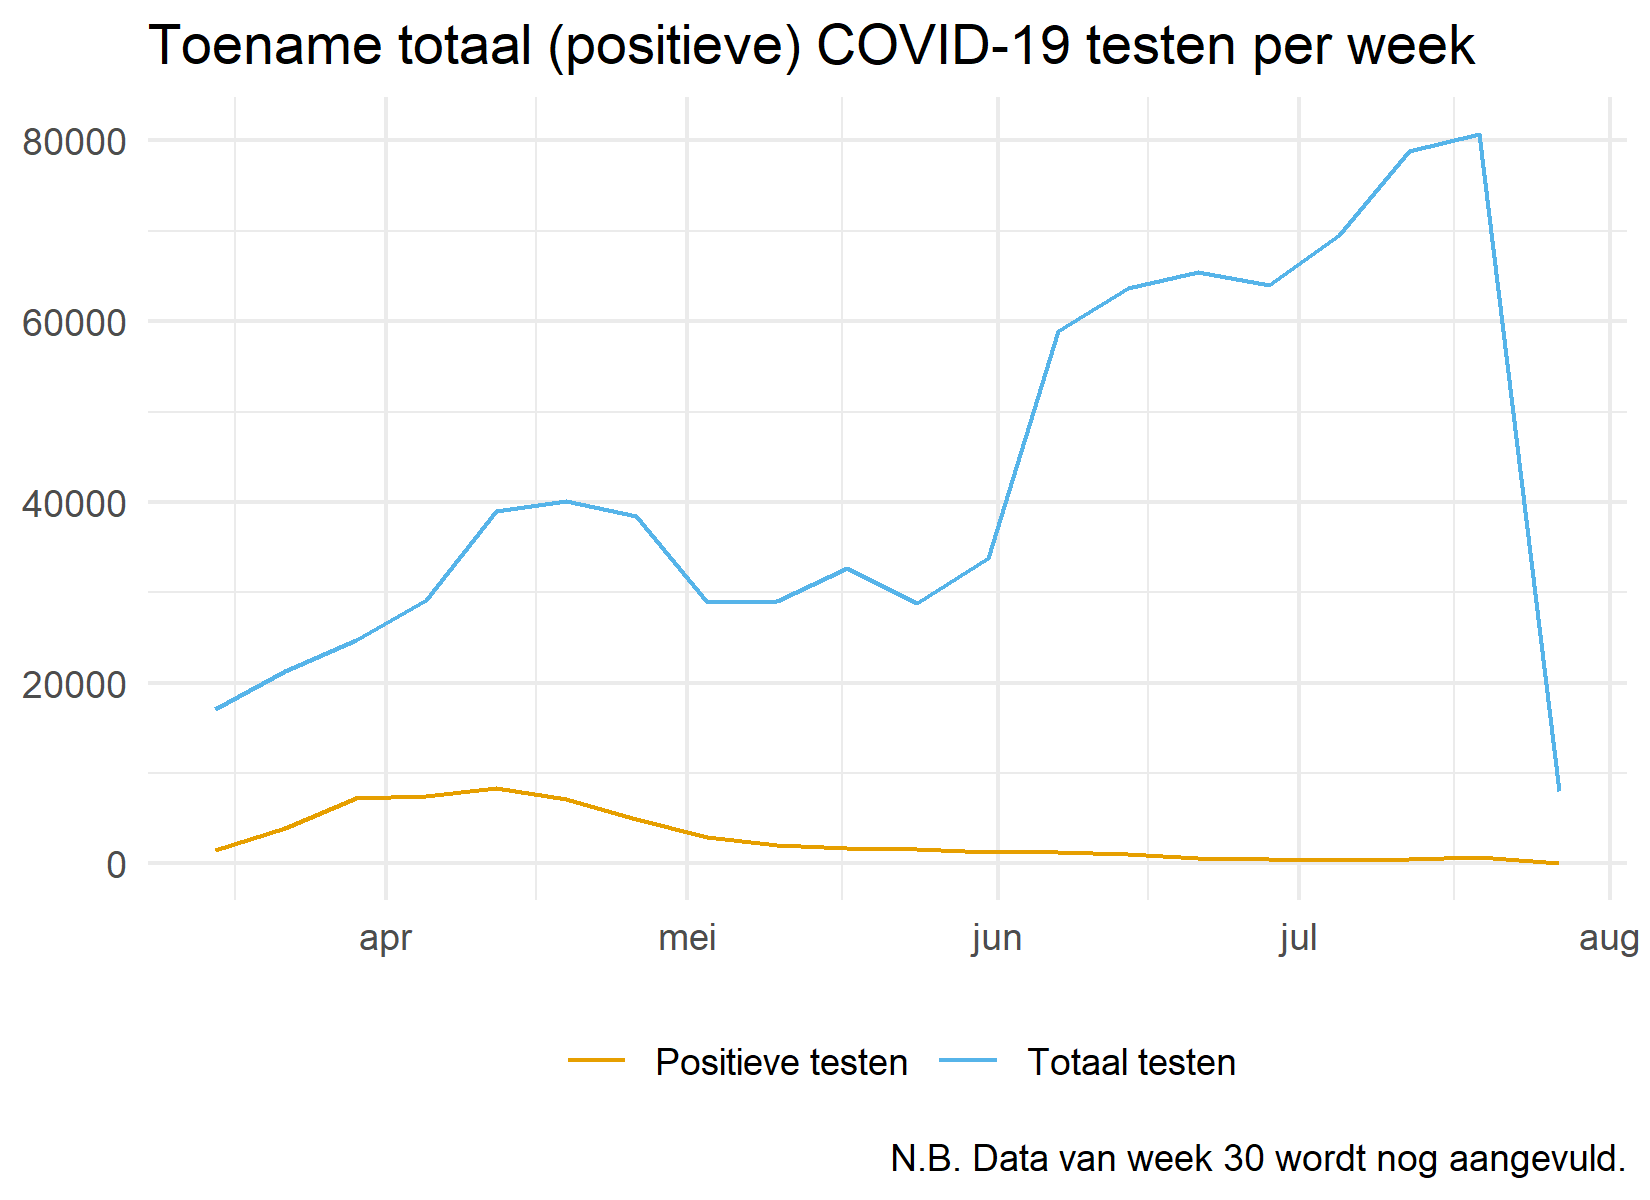 Toename totaal (positieve) COVID-19 testen per week
80000
60000
40000
20000
0
apr mei jun jul aug
Positieve testen Totaal testen
N.B. Data van week 30 wordt nog aangevuld.